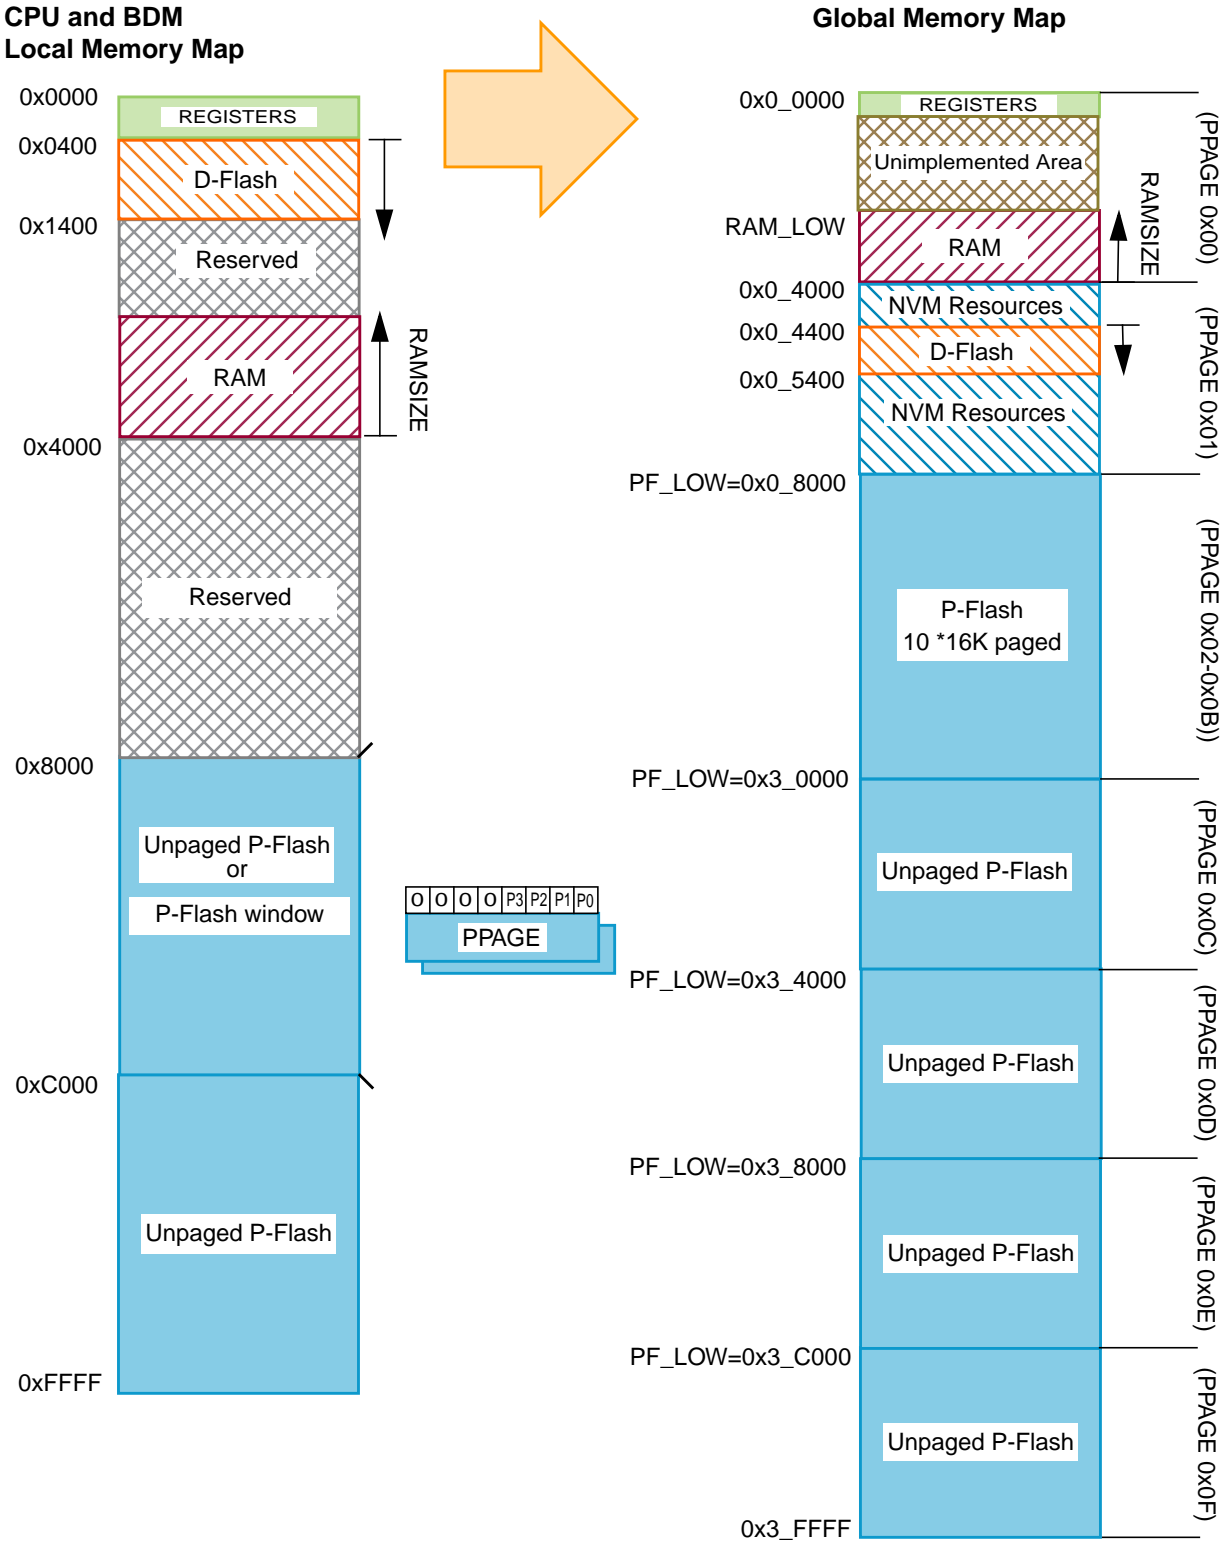 CPU and BDM
Local Memory Map
0x0000
REGISTERS
0x0400
D-Flash
0x1400
Reserved
RAM
RAMSIZE
0x4000
Reserved
0x8000
Unpaged P-Flash
or
P-Flash window
0xC000
Unpaged P-Flash
0xFFFF
0 0 0 0 P3 P2 P1 P0
PPAGE
Global Memory Map
0x0_0000
REGISTERS
Unimplemented Area
RAM_LOW
RAM
RAMSIZE
(PPAGE 0x00)
0x0_4000
NVM Resources
0x0_4400
D-Flash
0x0_5400
NVM Resources
(PPAGE 0x01)
PF_LOW=0x0_8000
P-Flash
10 *16K paged
(PPAGE 0x02-0x0B))
PF_LOW=0x3_0000
Unpaged P-Flash
(PPAGE 0x0C)
PF_LOW=0x3_4000
Unpaged P-Flash
(PPAGE 0x0D)
PF_LOW=0x3_8000
Unpaged P-Flash
(PPAGE 0x0E)
PF_LOW=0x3_C000
Unpaged P-Flash
(PPAGE 0x0F)
0x3_FFFF